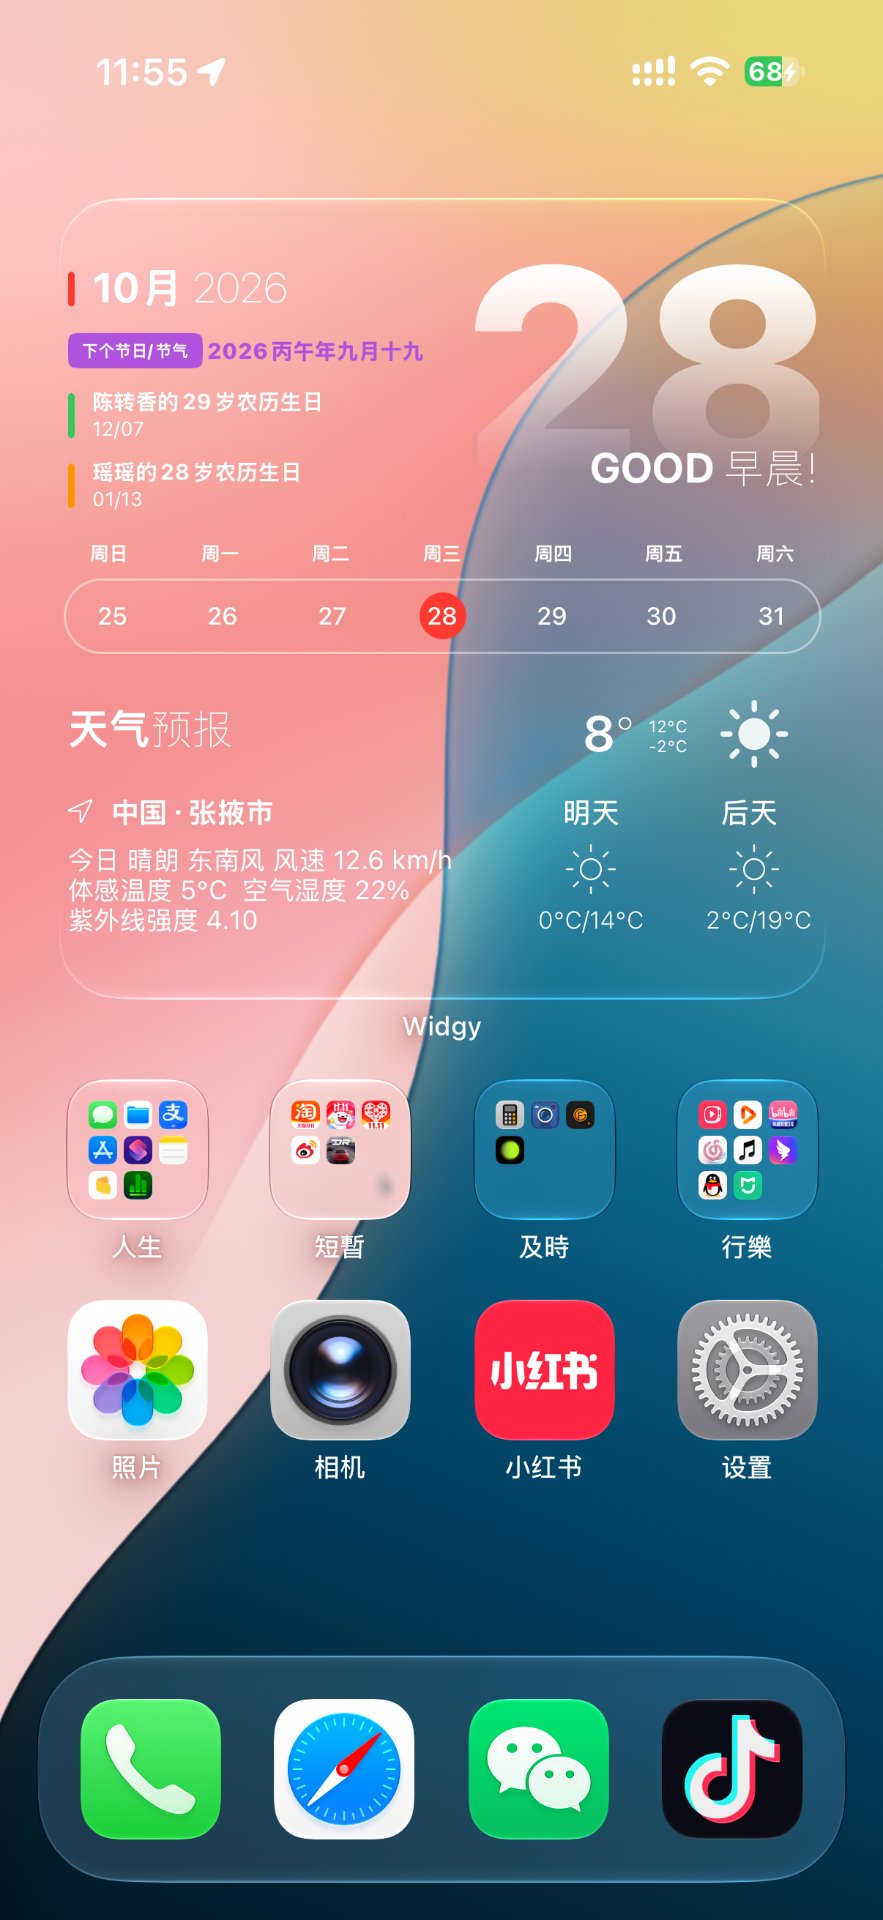 11:55
68
10月 2026
28
下个节日/节气 2026丙午年九月十九
陈转香的29岁农历生日
12/07
GOOD 早晨!
瑶瑶的28岁农历生日
01/13
周日 周一 周二 周三 周四 周五 周六
25 26 27 28 29 30 31
天气预报
8° 12°C
-2°C
中国 · 张掖市
明天 后天
今日 晴朗 东南风 风速 12.6 km/h
体感温度 5°C 空气湿度 22%
紫外线强度 4.10
0°C/14°C 2°C/19°C
Widgy
人生 短暫 及時 行樂
小红书
照片 相机 小红书 设置